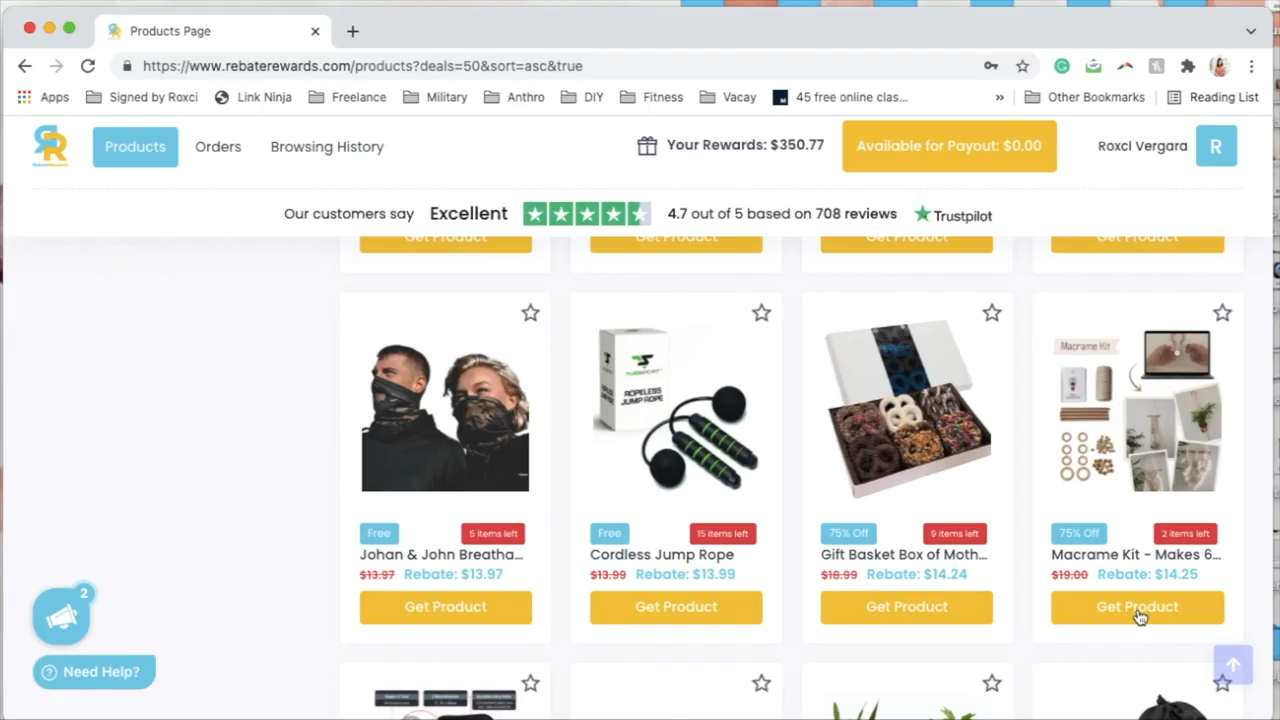 Products Page
https://www.rebaterewards.com/products?deals=50&sort=asc&true
Apps Signed by Roxci Link Ninja Freelance Military Anthro DIY Fitness Vacay 45 free online clas... » Other Bookmarks Reading List
Products Orders Browsing History Your Rewards: $350.77 Available for Payout: $0.00 Roxcl Vergara R
Our customers say Excellent 4.7 out of 5 based on 708 reviews Trustpilot
Get Product Get Product Get Product Get Product
ROPELESS
JUMP ROPE
Macrame Kit
Free 5 items left Free 15 items left 75% Off 9 items left 75% Off 2 items left
Johan & John Breatha... Cordless Jump Rope Gift Basket Box of Moth... Macrame Kit - Makes 6...
$13.97 Rebate: $13.97 $13.99 Rebate: $13.99 $18.99 Rebate: $14.24 $19.00 Rebate: $14.25
Get Product Get Product Get Product Get Product
2
Need Help?